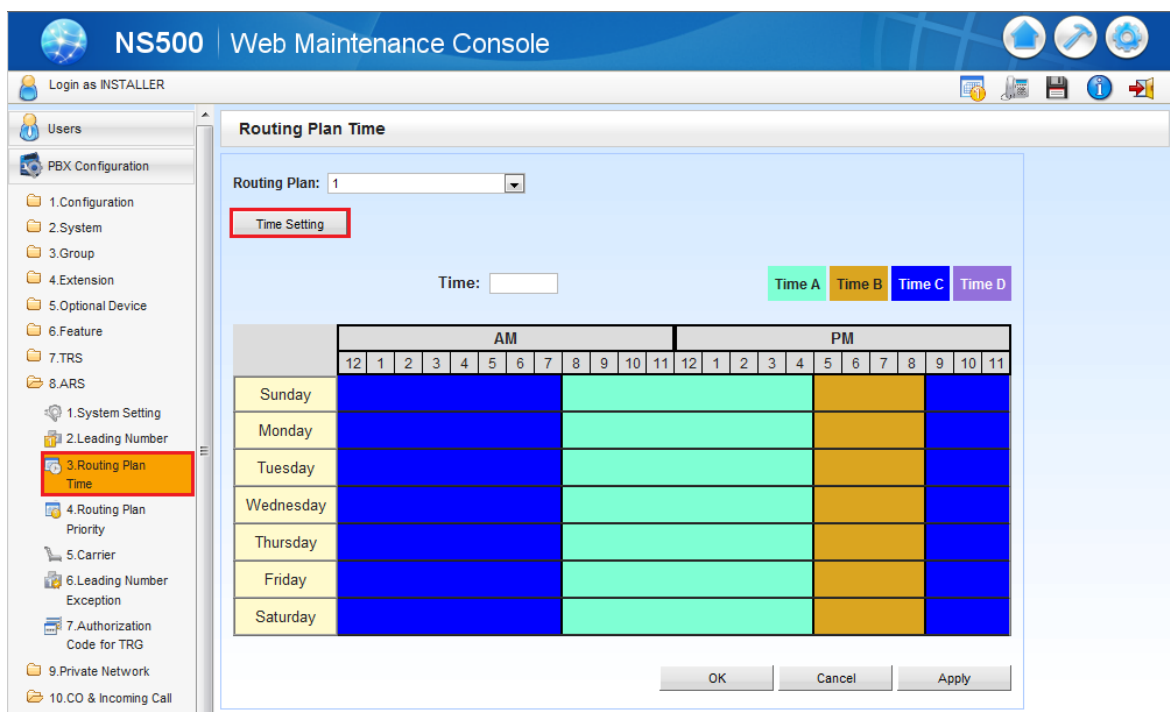 NS500 Web Maintenance Console
Login as INSTALLER
Users
PBX Configuration
1.Configuration
2.System
3.Group
4.Extension
5.Optional Device
6.Feature
7.TRS
8.ARS
1.System Setting
2.Leading Number
3.Routing Plan
Time
4.Routing Plan
Priority
5.Carrier
6.Leading Number
Exception
7.Authorization
Code for TRG
9.Private Network
10.CO & Incoming Call
Routing Plan Time
Routing Plan: 1
Time Setting
Time:
Time A Time B Time C Time D
AM PM
12 1 2 3 4 5 6 7 8 9 10 11 12 1 2 3 4 5 6 7 8 9 10 11
Sunday
Monday
Tuesday
Wednesday
Thursday
Friday
Saturday
OK Cancel Apply